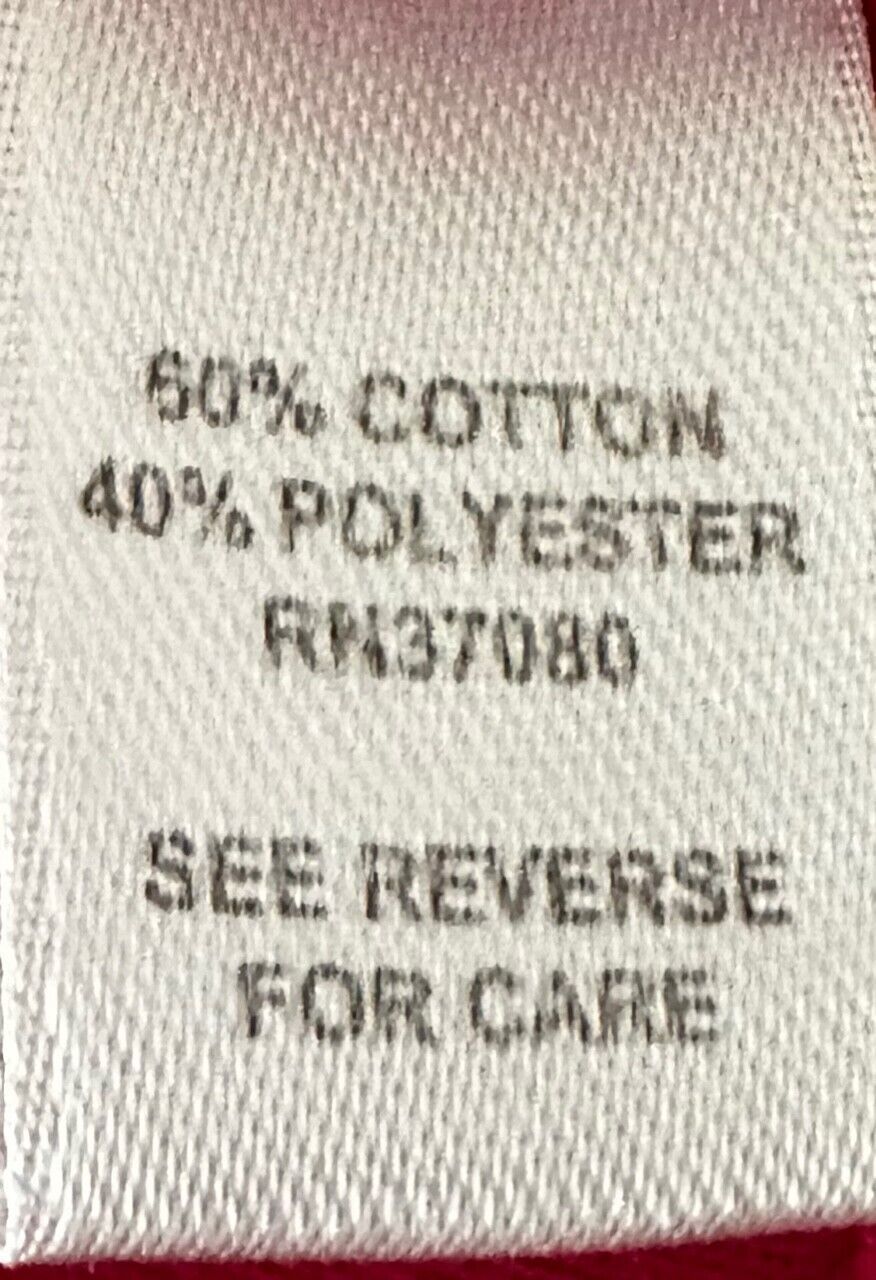 60% COTTON
40% POLYESTER
RN37080
SEE REVERSE
FOR CARE